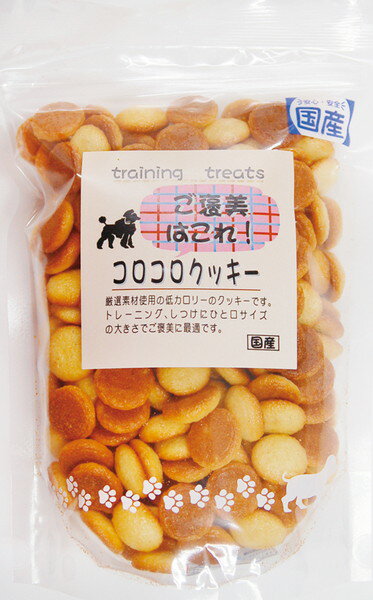 国産
training treats
ご褒美
はこれ!
コロコロクッキー
厳選素材使用の低カロリーのクッキーです。
トレーニング、しつけにひと口サイズ
の大きさでご褒美に最適です。
国産